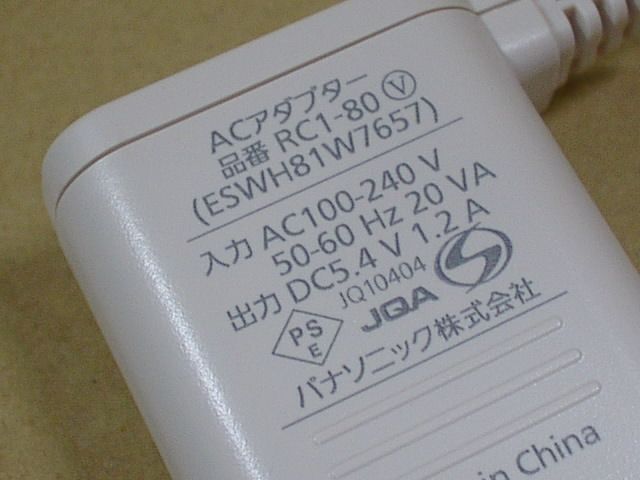 ACアダプター
品番 RC1-80 Ⓥ
(ESWH81W7657)
入力 AC100-240 V
50-60 Hz 20 VA
出力 DC5.4 V 1.2 A
PS
E
JQ10404
JQA
パナソニック株式会社
in China